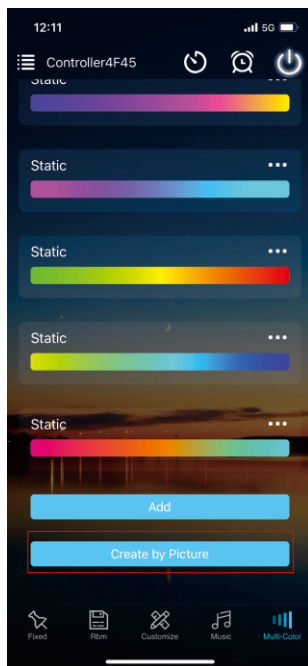 12:11 5G
Controller4F45
Static
Static
Static
Static
Static
Add
Create by Picture
Fixed Rbm Customize Music Multi-Color